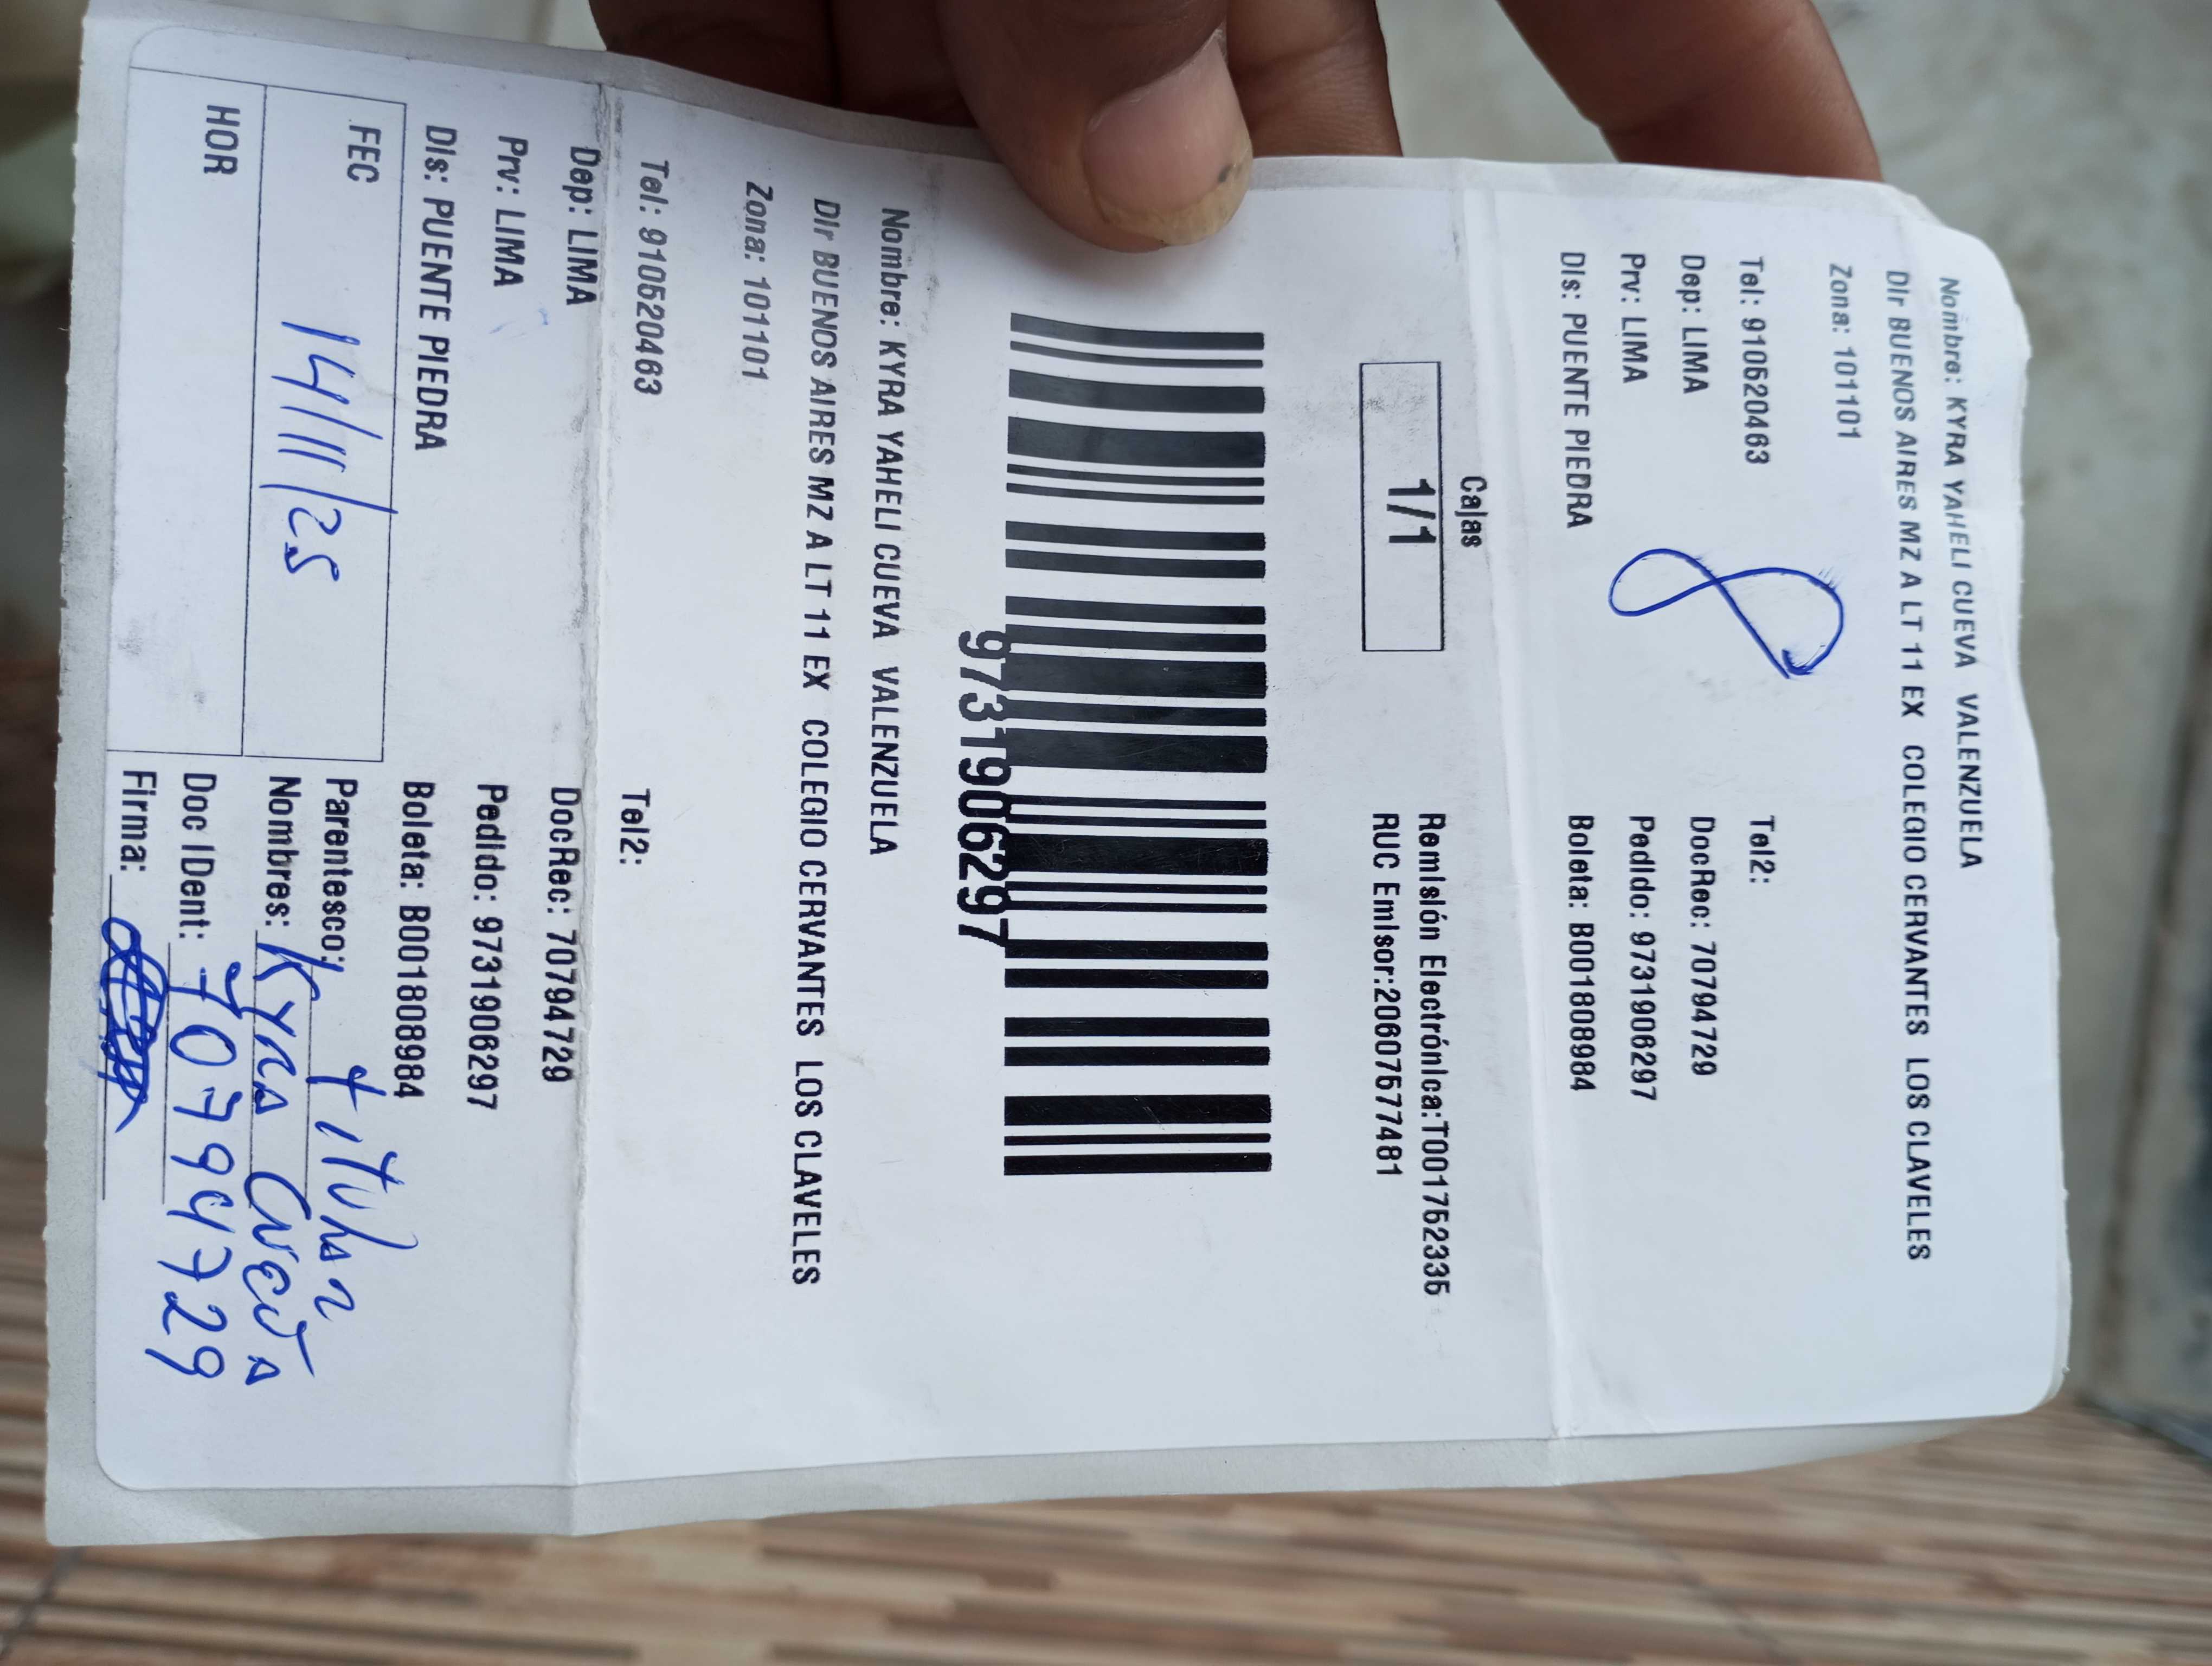 Nombre: KYRA YAHELI CUEVA VALENZUELA
Dir BUENOS AIRES MZ A LT 11 EX COLEGIO CERVANTES LOS CLAVELES
Zona: 101101
Tel: 910520463 Tel2:
Dep: LIMA DocRec: 70794729
Prv: LIMA Pedido: 9731906297
Dis: PUENTE PIEDRA Boleta: B001808984
8
Cajas
1/1
Remisión Electrónica:T001752335
RUC Emisor:20607577481
9731906297
Nombre: KYRA YAHELI CUEVA VALENZUELA
Dir BUENOS AIRES MZ A LT 11 EX COLEGIO CERVANTES LOS CLAVELES
Zona: 101101
Tel: 910520463 Tel2:
Dep: LIMA DocRec: 70794729
Prv: LIMA Pedido: 9731906297
Dis: PUENTE PIEDRA Boleta: B001808984
FEC 14/11/25 Parentesco: titular
Nombres: Kyra Cueva
HOR Doc IDent: 70794729
Firma: